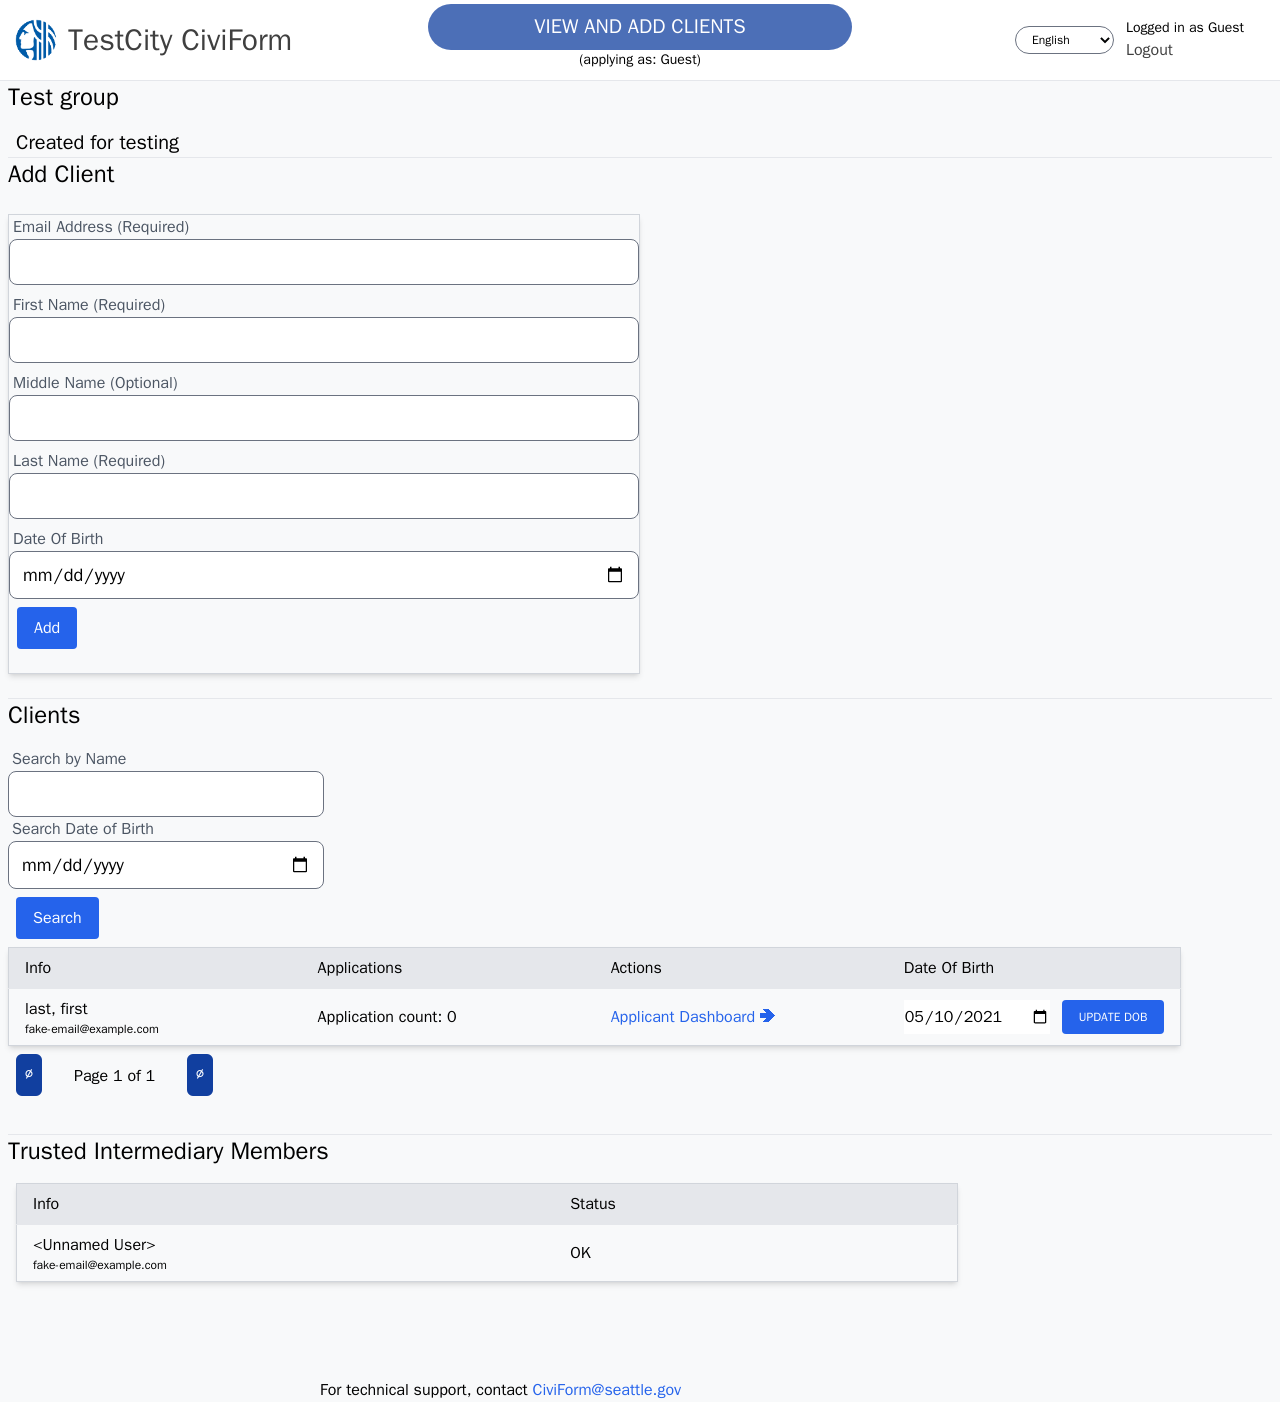 TestCity CiviForm
VIEW AND ADD CLIENTS
(applying as: Guest)
English
Logged in as Guest
Logout
Test group
Created for testing
Add Client
Email Address (Required)
First Name (Required)
Middle Name (Optional)
Last Name (Required)
Date Of Birth
mm/dd/yyyy
Add
Clients
Search by Name
Search Date of Birth
mm/dd/yyyy
Search
Info Applications Actions Date Of Birth
last, first
fake-email@example.com
Application count: 0
Applicant Dashboard 🡺
05/10/2021
UPDATE DOB
∅ Page 1 of 1 ∅
Trusted Intermediary Members
Info Status
<Unnamed User>
fake-email@example.com
OK
For technical support, contact CiviForm@seattle.gov